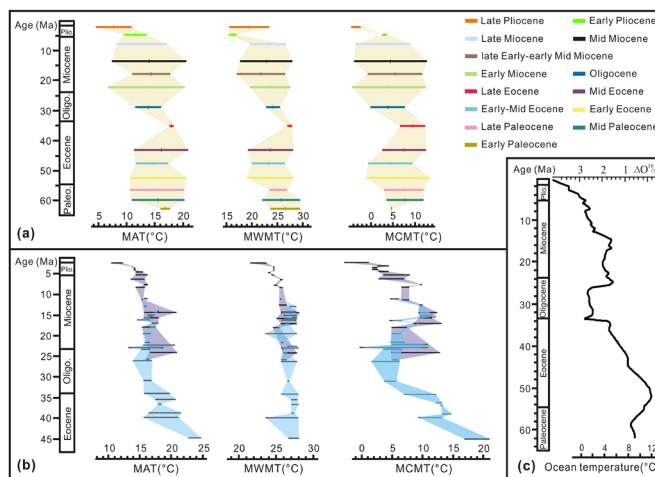 Age (Ma)
Plio.
Miocene
Oligo.
Eocene
Paleo.
10
20
30
40
50
60
(a)
5 10 15 20
MAT(°C)
15 20 25 30
MWMT(°C)
0 5 10
MCMT(°C)
Late Pliocene
Early Pliocene
Late Miocene
Mid Miocene
late Early-early Mid Miocene
Early Miocene
Oligocene
Late Eocene
Mid Eocene
Early-Mid Eocene
Early Eocene
Late Paleocene
Mid Paleocene
Early Paleocene
Age (Ma)
Plio.
Miocene
Oligo.
Eocene
5
10
15
20
25
30
35
40
45
(b)
10 15 20 25
MAT(°C)
20 25 30
MWMT(°C)
0 5 10 15 20
MCMT(°C)
Age (Ma)
3 2 1
Plio.
Miocene
Oligocene
Eocene
Paleocene
10
20
30
40
50
60
0 4 8 12
(c) Ocean temperature(°C)